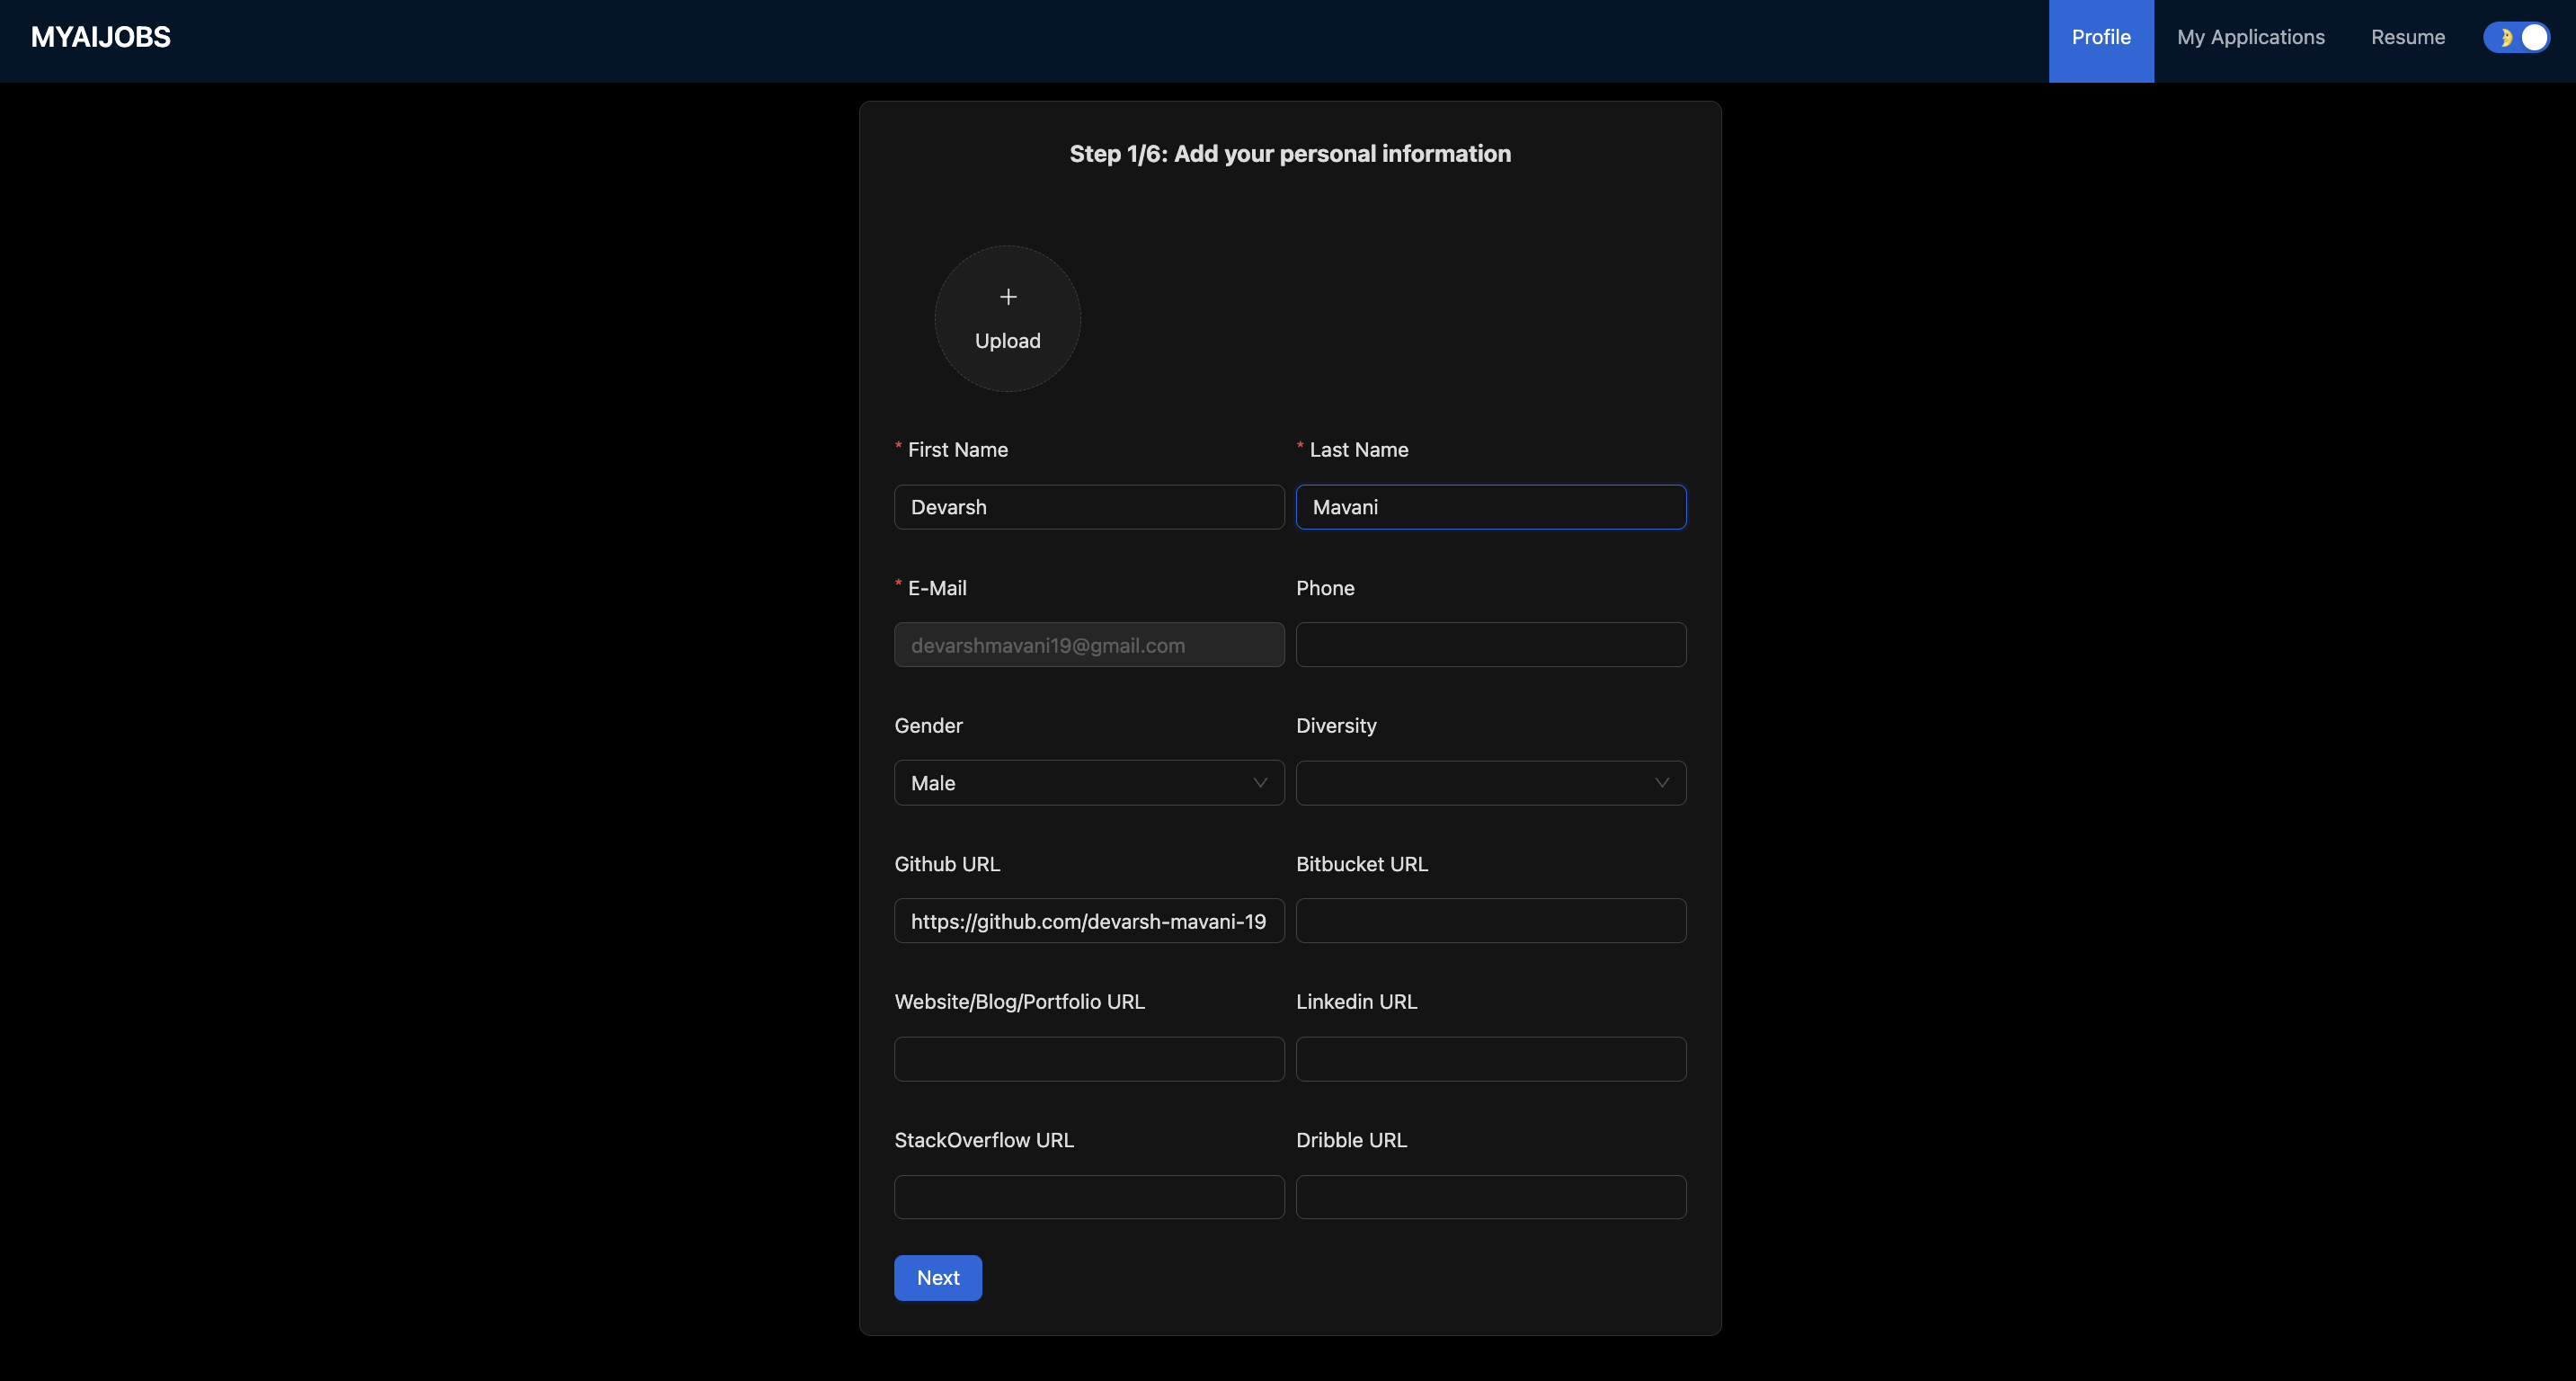 MYAIJOBS
Profile My Applications Resume
Step 1/6: Add your personal information
Upload
* First Name * Last Name
Devarsh Mavani
* E-Mail Phone
devarshmavani19@gmail.com
Gender Diversity
Male
Github URL Bitbucket URL
https://github.com/devarsh-mavani-19
Website/Blog/Portfolio URL Linkedin URL
StackOverflow URL Dribble URL
Next